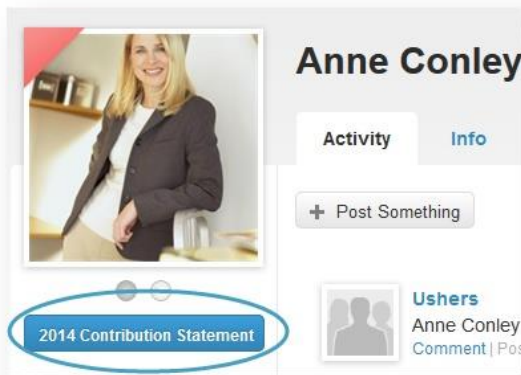 Anne Conley
Activity
Info
+ Post Something
2014 Contribution Statement
Ushers
Anne Conley
Comment | Pos